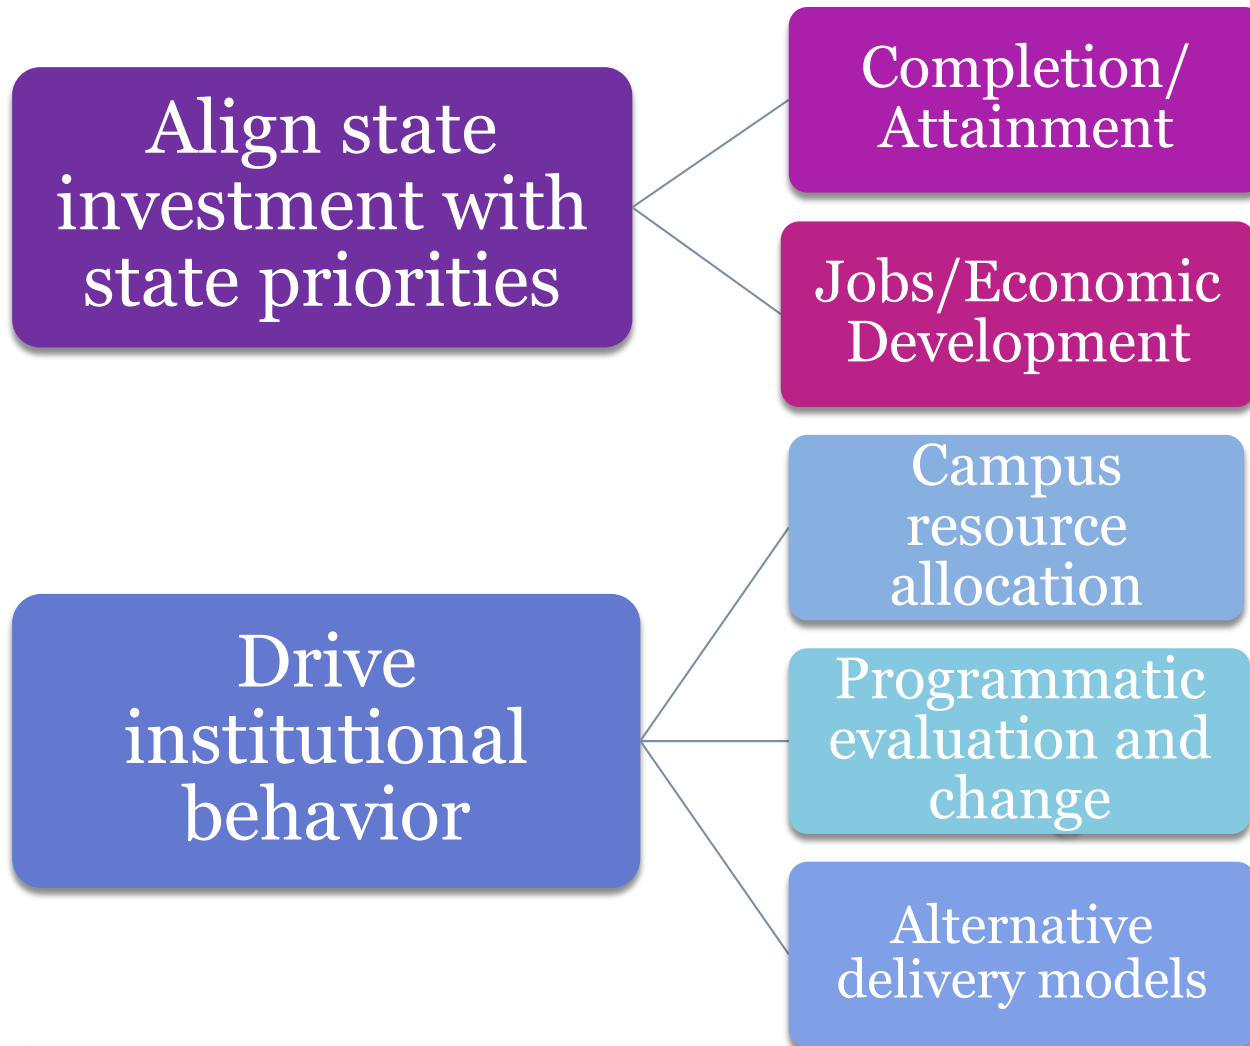 Align state
investment with
state priorities
Completion/
Attainment
Jobs/Economic
Development
Drive
institutional
behavior
Campus
resource
allocation
Programmatic
evaluation and
change
Alternative
delivery models